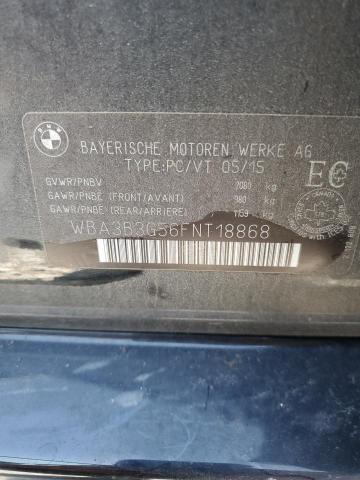 BMW
BAYERISCHE MOTOREN WERKE AG
TYPE:PC/VT 05/15
EC
GVWR/PNBV 2080 kg
GAWR/PNBE (FRONT/AVANT) 980 kg
GAWR/PNBE (REAR/ARRIERE) 1159 kg
WBA3B3G56FNT18868